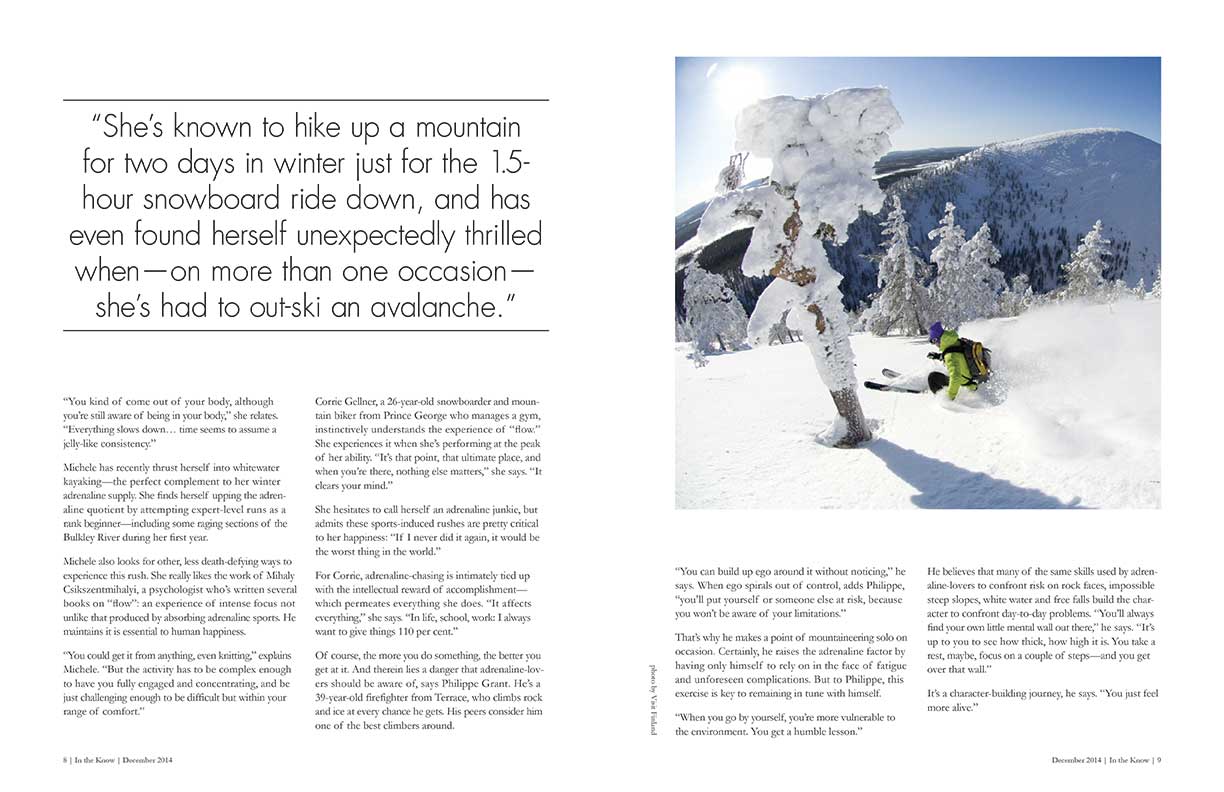 “She’s known to hike up a mountain
for two days in winter just for the 1.5-
hour snowboard ride down, and has
even found herself unexpectedly thrilled
when—on more than one occasion—
she’s had to out-ski an avalanche.”
“You kind of come out of your body, although
you’re still aware of being in your body,” she relates.
“Everything slows down… time seems to assume a
jelly-like consistency.”
Michele has recently thrust herself into whitewater
kayaking—the perfect complement to her winter
adrenaline supply. She finds herself upping the adren-
aline quotient by attempting expert-level runs as a
rank beginner—including some raging sections of the
Bulkley River during her first year.
Michele also looks for other, less death-defying ways to
experience this rush. She really likes the work of Mihaly
Csikszentmihalyi, a psychologist who’s written several
books on “flow”: an experience of intense focus not
unlike that produced by absorbing adrenaline sports. He
maintains it is essential to human happiness.
“You could get it from anything, even knitting,” explains
Michele. “But the activity has to be complex enough
to have you fully engaged and concentrating, and be
just challenging enough to be difficult but within your
range of comfort.”
Corrie Gellner, a 26-year-old snowboarder and moun-
tain biker from Prince George who manages a gym,
instinctively understands the experience of “flow.”
She experiences it when she’s performing at the peak
of her ability. “It’s that point, that ultimate place, and
when you’re there, nothing else matters,” she says. “It
clears your mind.”
She hesitates to call herself an adrenaline junkie, but
admits these sports-induced rushes are pretty critical
to her happiness: “If I never did it again, it would be
the worst thing in the world.”
For Corrie, adrenaline-chasing is intimately tied up
with the intellectual reward of accomplishment—
which permeates everything she does. “It affects
everything,” she says. “In life, school, work: I always
want to give things 110 per cent.”
Of course, the more you do something, the better you
get at it. And therein lies a danger that adrenaline-lov-
ers should be aware of, says Philippe Grant. He’s a
39-year-old firefighter from Terrace, who climbs rock
and ice at every chance he gets. His peers consider him
one of the best climbers around.
8 | In the Know | December 2014
photo by Visit Finland
“You can build up ego around it without noticing,” he
says. When ego spirals out of control, adds Philippe,
“you’ll put yourself or someone else at risk, because
you won’t be aware of your limitations.”
That’s why he makes a point of mountaineering solo on
occasion. Certainly, he raises the adrenaline factor by
having only himself to rely on in the face of fatigue
and unforeseen complications. But to Philippe, this
exercise is key to remaining in tune with himself.
“When you go by yourself, you’re more vulnerable to
the environment. You get a humble lesson.”
He believes that many of the same skills used by adren-
aline-lovers to confront risk on rock faces, impossible
steep slopes, white water and free falls build the char-
acter to confront day-to-day problems. “You’ll always
find your own little mental wall out there,” he says. “It’s
up to you to see how thick, how high it is. You take a
rest, maybe, focus on a couple of steps—and you get
over that wall.”
It’s a character-building journey, he says. “You just feel
more alive.”
December 2014 | In the Know | 9